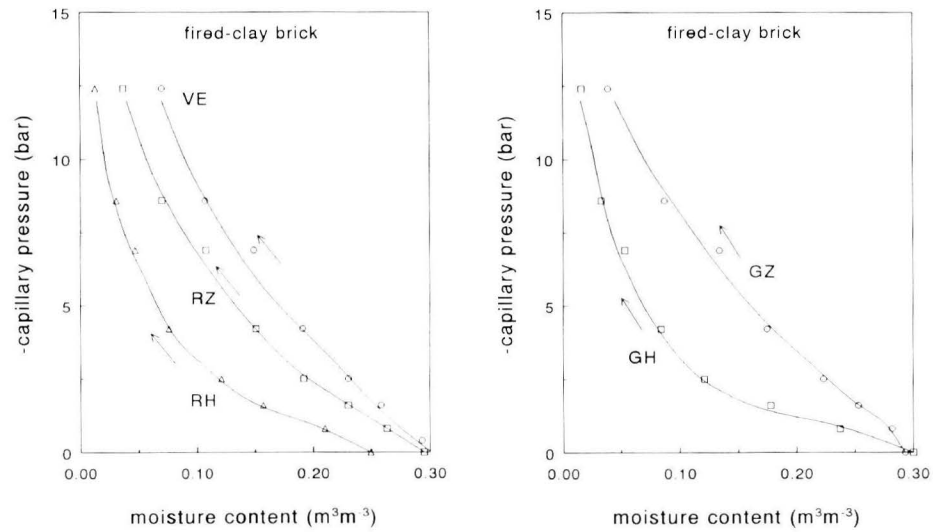 15
fired-clay brick
VE
10
-capillary pressure (bar)
RZ
5
RH
0
0.00
0.10
0.20
0.30
moisture content (m³m⁻³)
15
fired-clay brick
10
-capillary pressure (bar)
GZ
5
GH
0
0.00
0.10
0.20
0.30
moisture content (m³m⁻³)